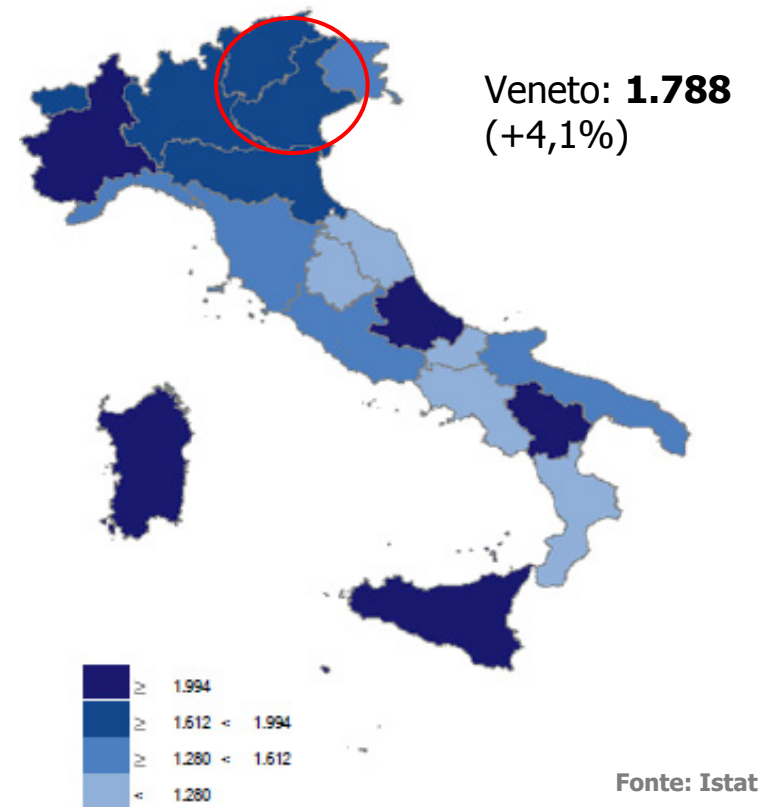 Veneto: 1.788
(+4,1%)
≥ 1.994
≥ 1.612 < 1.994
≥ 1.280 < 1.612
< 1.280
Fonte: Istat